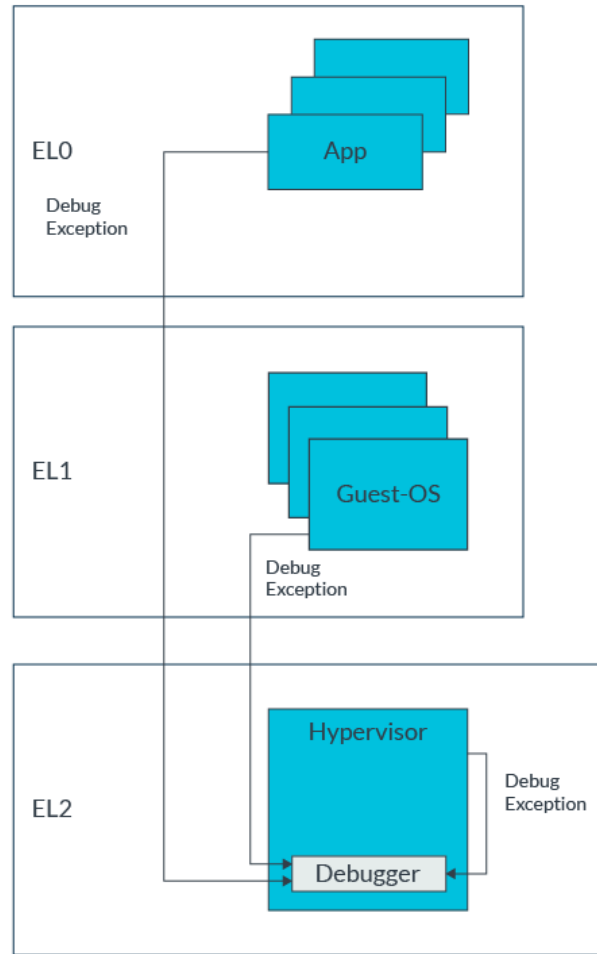 App
EL0
Debug
Exception
EL1
Guest-OS
Debug
Exception
Hypervisor
Debug
Exception
EL2
Debugger